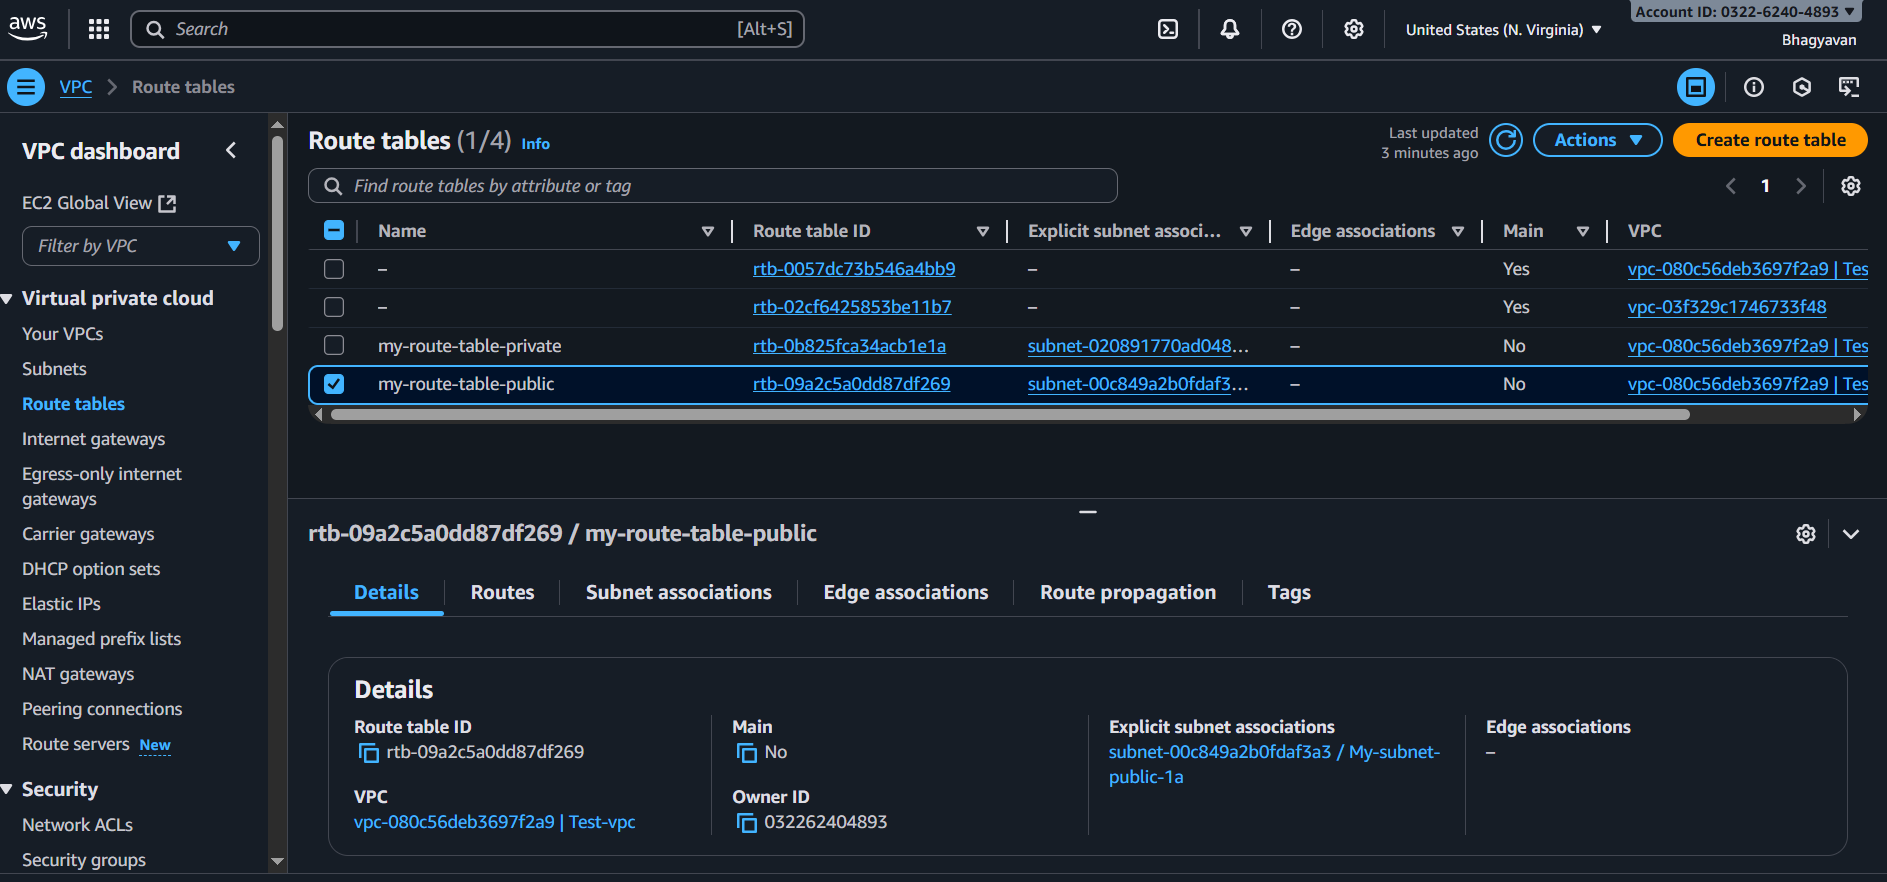 aws
Search [Alt+S]
United States (N. Virginia)
Account ID: 0322-6240-4893
Bhagyavan
VPC Route tables
VPC dashboard
EC2 Global View
Filter by VPC
Virtual private cloud
Your VPCs
Subnets
Route tables
Internet gateways
Egress-only internet
gateways
Carrier gateways
DHCP option sets
Elastic IPs
Managed prefix lists
NAT gateways
Peering connections
Route servers New
Security
Network ACLs
Security groups
Route tables (1/4) Info
Last updated
3 minutes ago
Actions
Create route table
Find route tables by attribute or tag
1
Name Route table ID Explicit subnet associ... Edge associations Main VPC
– rtb-0057dc73b546a4bb9 – – Yes vpc-080c56deb3697f2a9 | Tes
– rtb-02cf6425853be11b7 – – Yes vpc-03f329c1746733f48
my-route-table-private rtb-0b825fca34acb1e1a subnet-020891770ad048... – No vpc-080c56deb3697f2a9 | Tes
my-route-table-public rtb-09a2c5a0dd87df269 subnet-00c849a2b0fdaf3... – No vpc-080c56deb3697f2a9 | Tes
rtb-09a2c5a0dd87df269 / my-route-table-public
Details Routes Subnet associations Edge associations Route propagation Tags
Details
Route table ID
rtb-09a2c5a0dd87df269
VPC
vpc-080c56deb3697f2a9 | Test-vpc
Main
No
Owner ID
032262404893
Explicit subnet associations
subnet-00c849a2b0fdaf3a3 / My-subnet-
public-1a
Edge associations
–